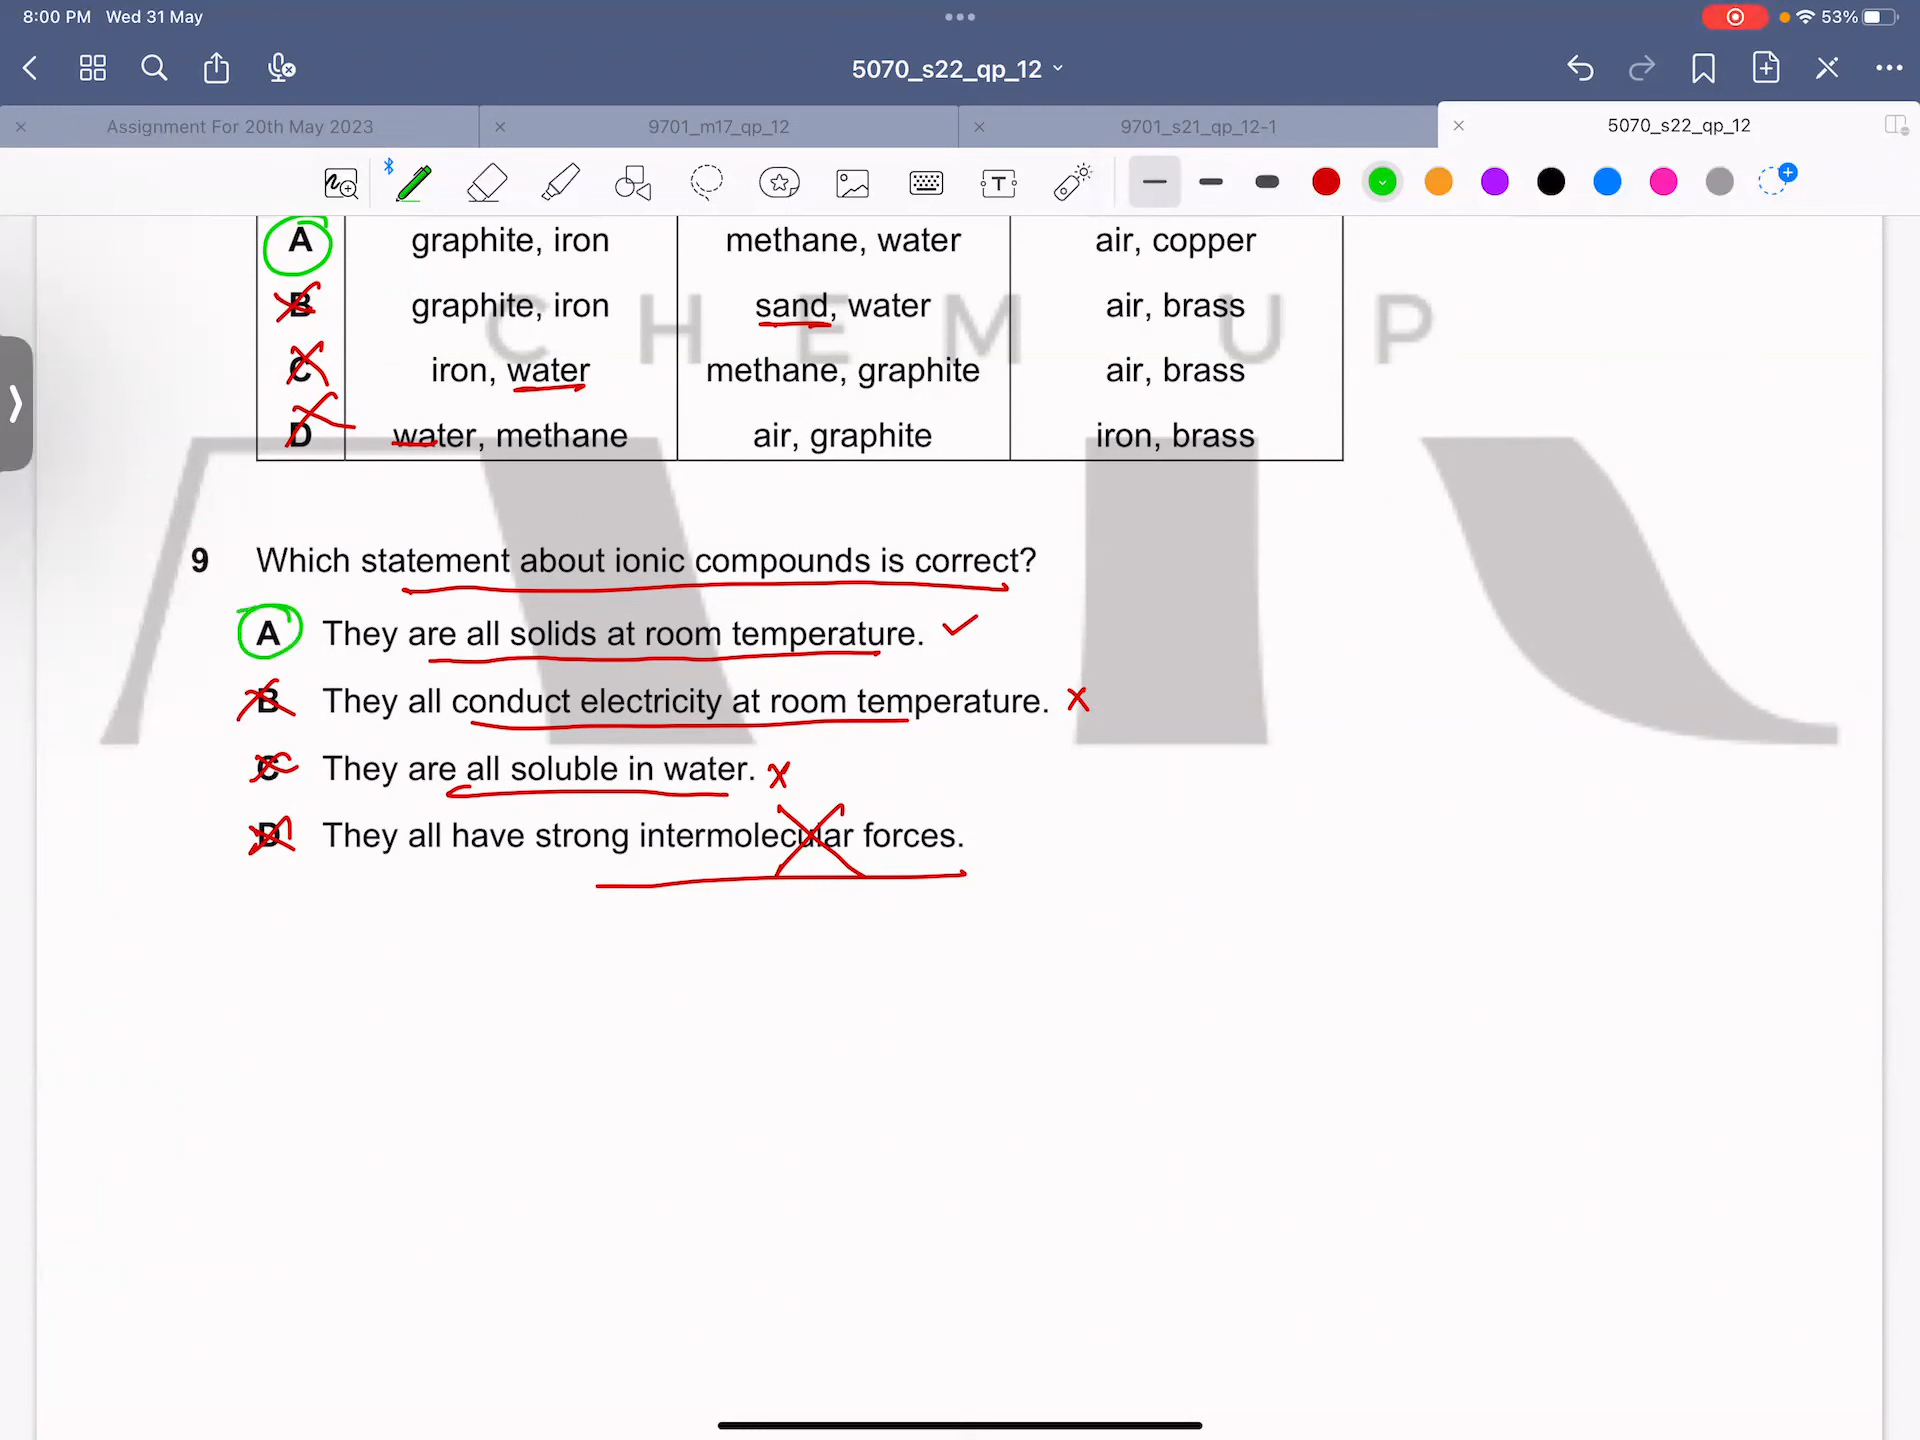 8:00 PM Wed 31 May
53%
5070_s22_qp_12
Assignment For 20th May 2023
9701_m17_qp_12
9701_s21_qp_12-1
5070_s22_qp_12
A graphite, iron methane, water air, copper
B graphite, iron sand, water air, brass
C iron, water methane, graphite air, brass
D water, methane air, graphite iron, brass
CHEM UP
9 Which statement about ionic compounds is correct?
A They are all solids at room temperature.
B They all conduct electricity at room temperature.
C They are all soluble in water.
D They all have strong intermolecular forces.